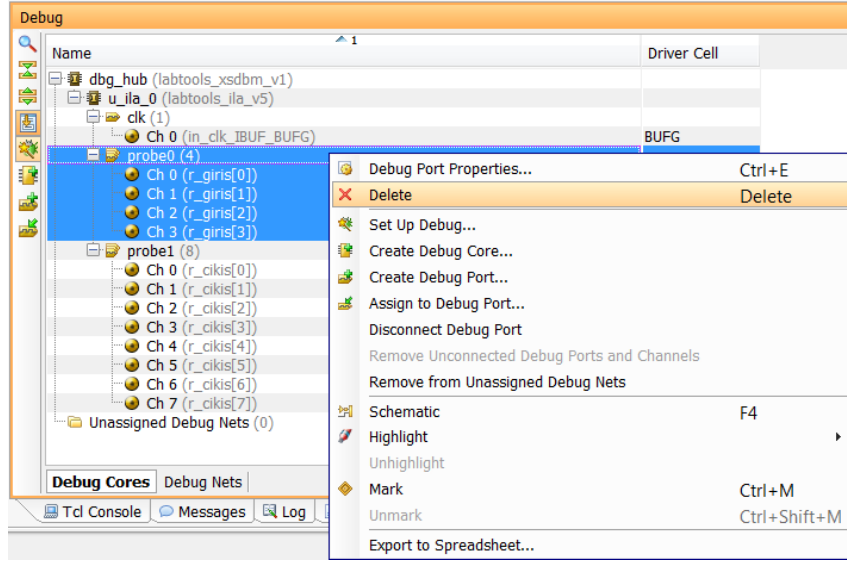 Debug
Name
1
Driver Cell
dbg_hub (labtools_xsdbm_v1)
u_ila_0 (labtools_ila_v5)
clk (1)
Ch 0 (in_clk_IBUF_BUFG) BUFG
probe0 (4)
Ch 0 (r_giris[0])
Ch 1 (r_giris[1])
Ch 2 (r_giris[2])
Ch 3 (r_giris[3])
probe1 (8)
Ch 0 (r_cikis[0])
Ch 1 (r_cikis[1])
Ch 2 (r_cikis[2])
Ch 3 (r_cikis[3])
Ch 4 (r_cikis[4])
Ch 5 (r_cikis[5])
Ch 6 (r_cikis[6])
Ch 7 (r_cikis[7])
Unassigned Debug Nets (0)
Debug Cores Debug Nets
Tcl Console Messages Log
Debug Port Properties... Ctrl+E
Delete Delete
Set Up Debug...
Create Debug Core...
Create Debug Port...
Assign to Debug Port...
Disconnect Debug Port
Remove Unconnected Debug Ports and Channels
Remove from Unassigned Debug Nets
Schematic F4
Highlight
Unhighlight
Mark Ctrl+M
Unmark Ctrl+Shift+M
Export to Spreadsheet...